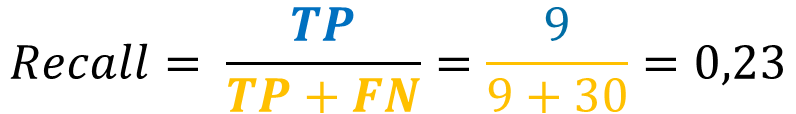 Recall = TP / TP + FN = 9 / 9 + 30 = 0,23